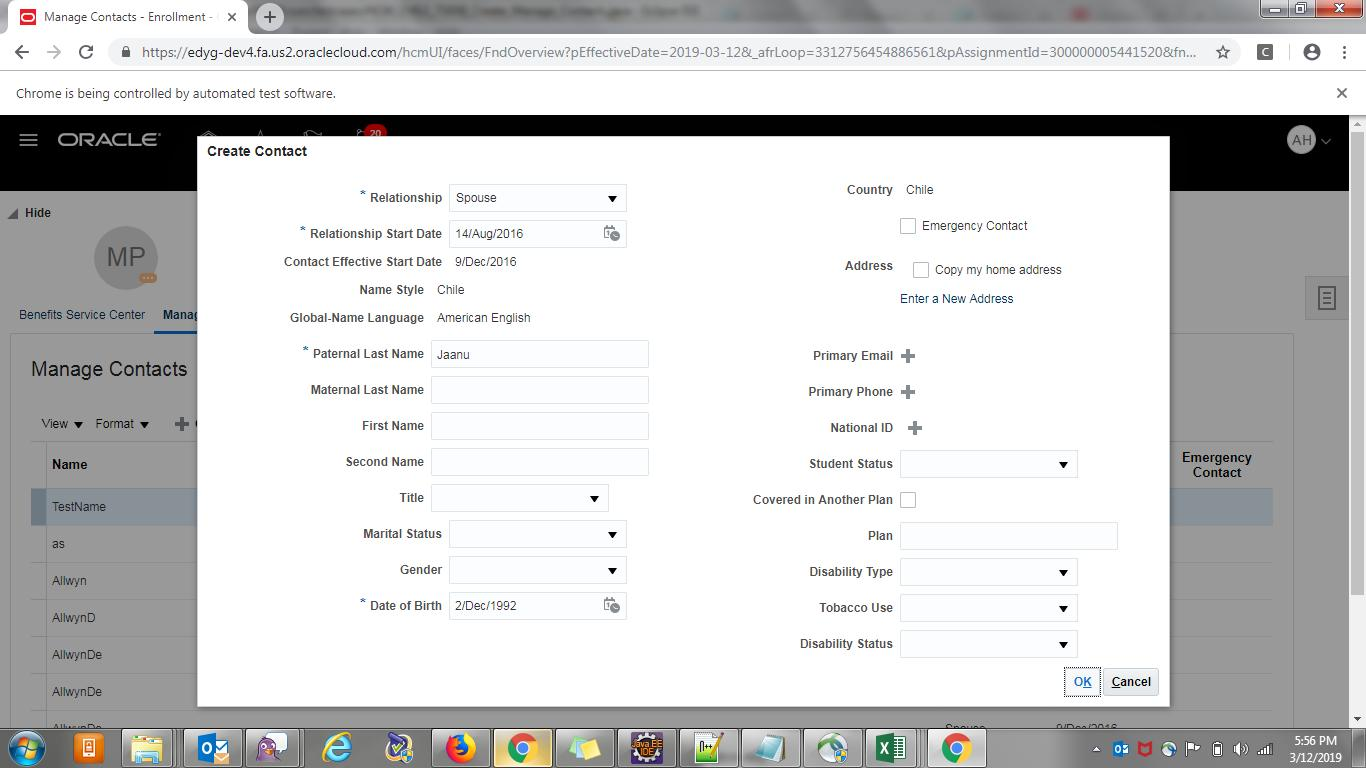 Manage Contacts - Enrollment -
https://edyg-dev4.fa.us2.oraclecloud.com/hcmUI/faces/FndOverview?pEffectiveDate=2019-03-12&_afrLoop=3312756454886561&pAssignmentId=300000005441520&fn...
Chrome is being controlled by automated test software.
ORACLE
20
AH
Hide
MP
Benefits Service Center
Manag
Manage Contacts
View
Format
Name
Emergency
Contact
TestName
as
Allwyn
AllwynD
AllwynDe
AllwynDe
AllwynDe
Spouse
9/Dec/2016
Create Contact
* Relationship Spouse
* Relationship Start Date 14/Aug/2016
Contact Effective Start Date 9/Dec/2016
Name Style Chile
Global-Name Language American English
* Paternal Last Name Jaanu
Maternal Last Name
First Name
Second Name
Title
Marital Status
Gender
* Date of Birth 2/Dec/1992
Country Chile
Emergency Contact
Address Copy my home address
Enter a New Address
Primary Email
Primary Phone
National ID
Student Status
Covered in Another Plan
Plan
Disability Type
Tobacco Use
Disability Status
OK Cancel
Java EE
IDE
5:56 PM
3/12/2019